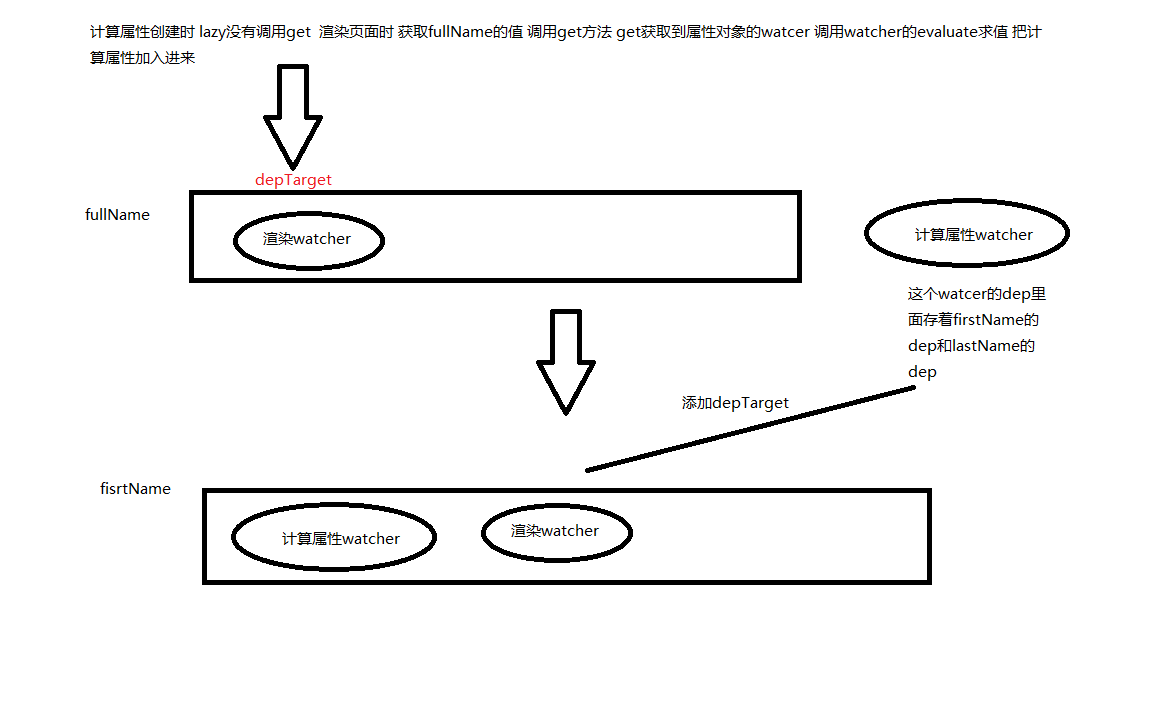 计算属性创建时 lazy没有调用get  渲染页面时 获取fullName的值 调用get方法 get获取到属性对象的watcer 调用watcher的evaluate求值 把计
算属性加入进来
depTarget
fullName
渲染watcher
计算属性watcher
这个watcer的dep里
面存着firstName的
dep和lastName的
dep
添加depTarget
fisrtName
计算属性watcher
渲染watcher